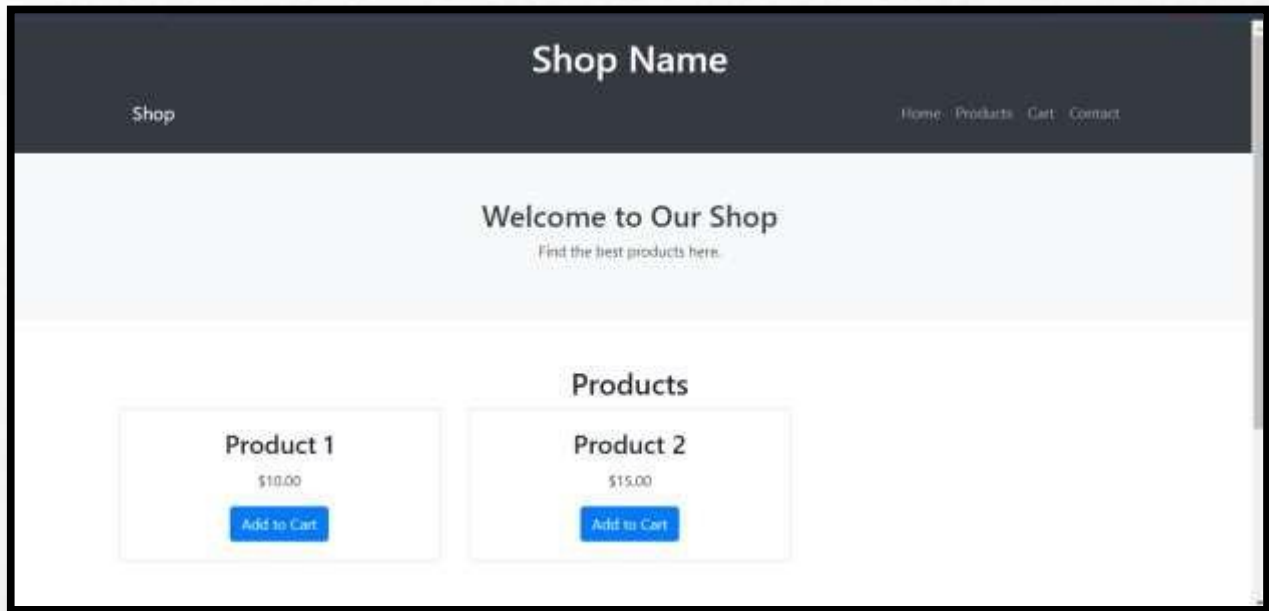 Shop Name
Shop
Home Products Cart Contact
Welcome to Our Shop
Find the best products here.
Products
Product 1
$10.00
Add to Cart
Product 2
$15.00
Add to Cart